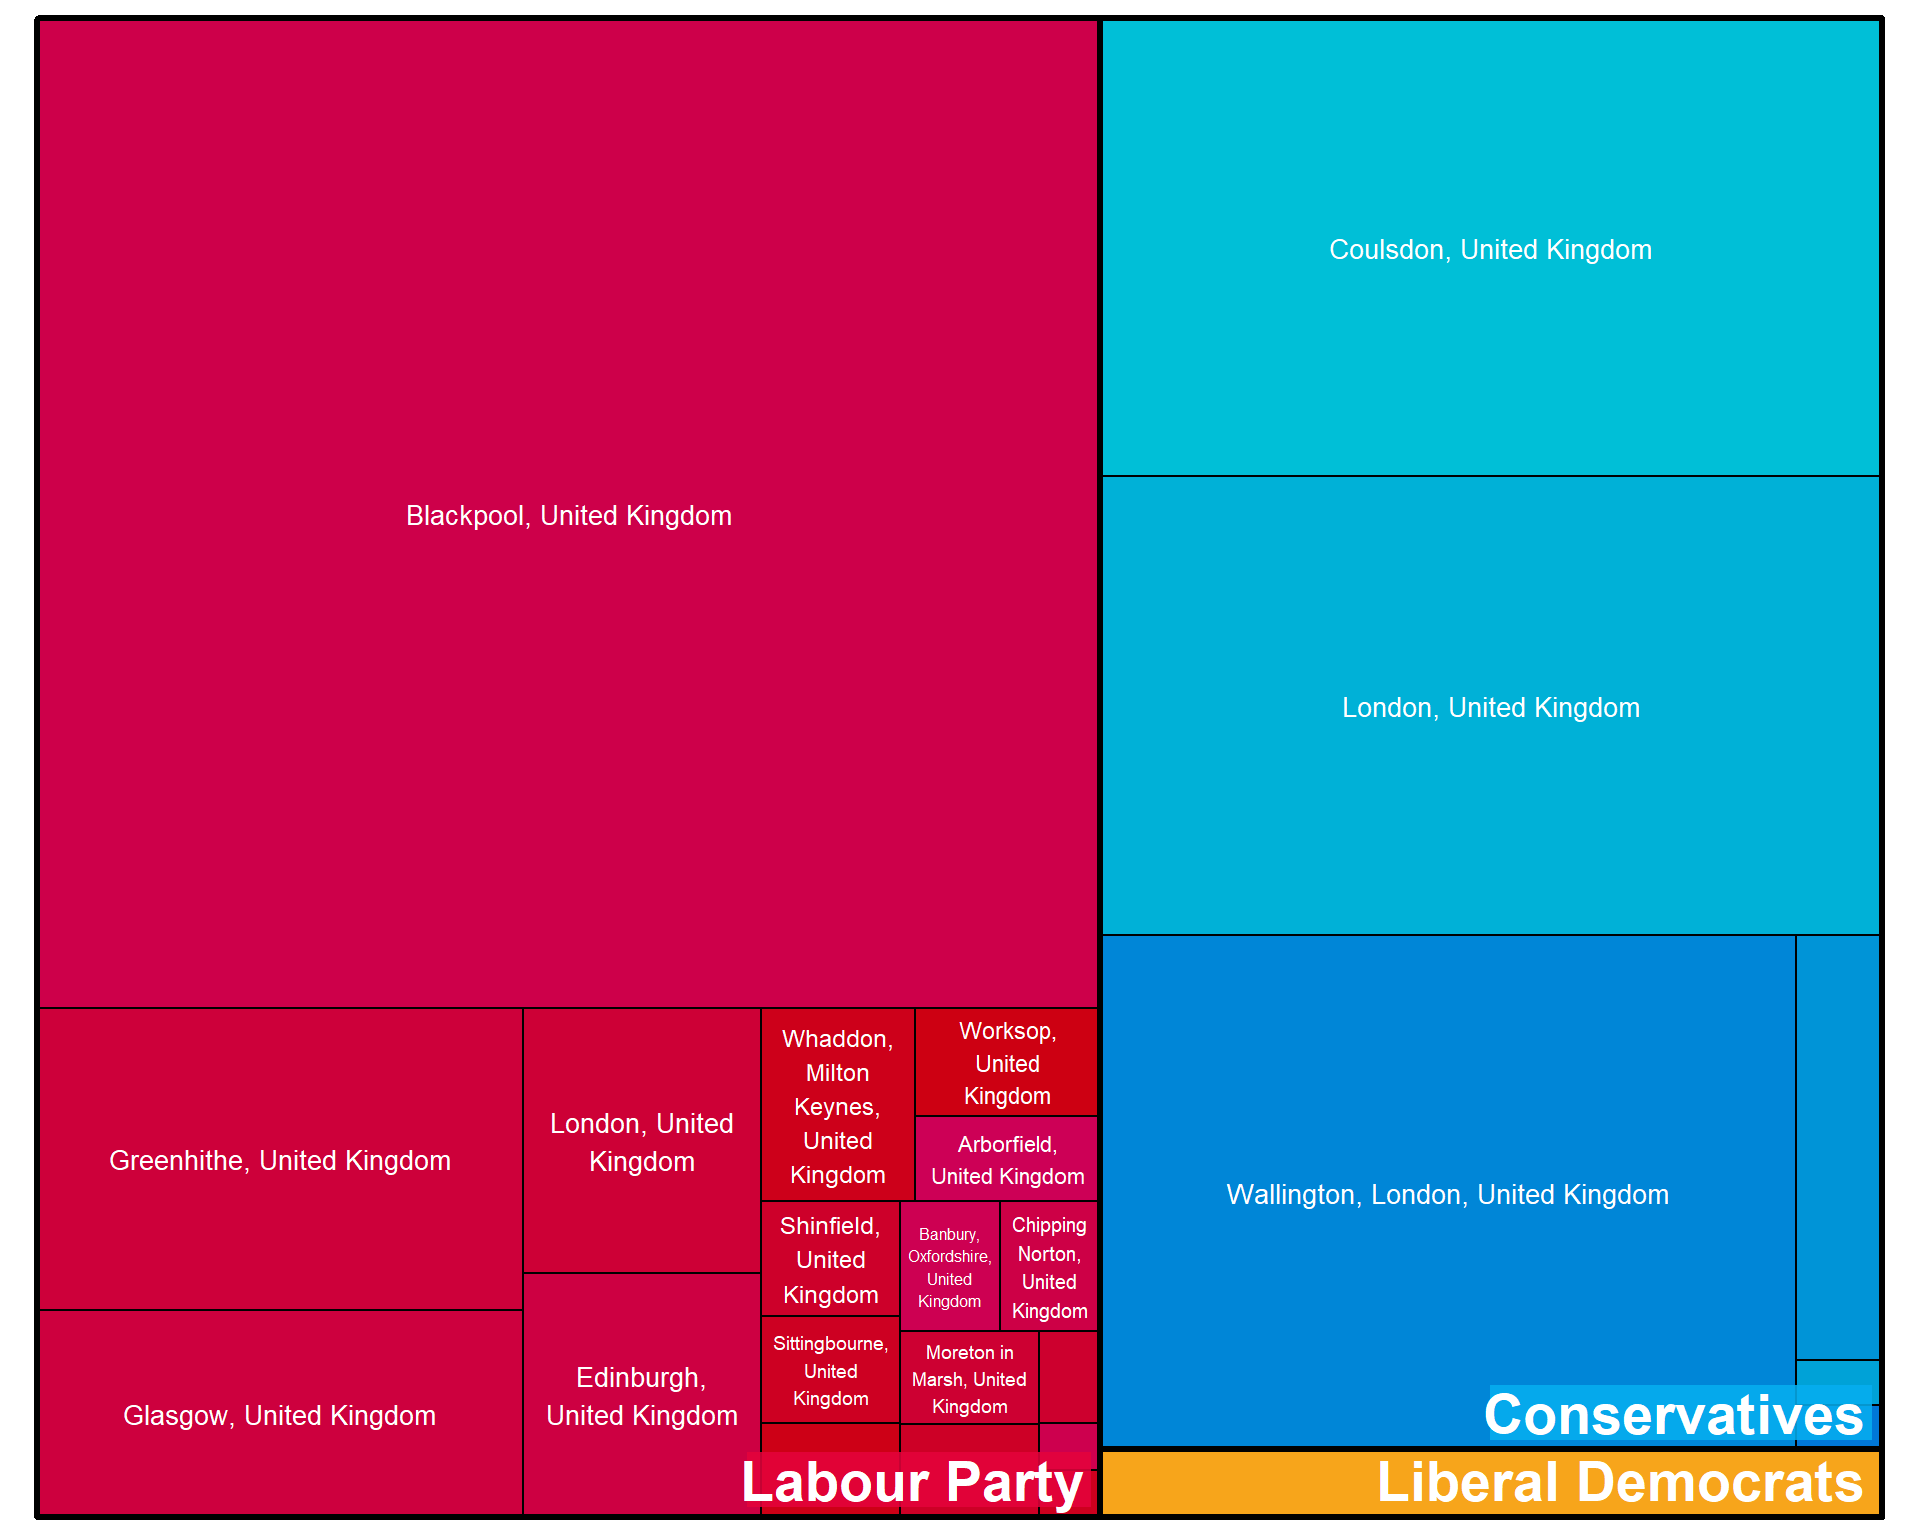 Blackpool, United Kingdom
Greenhithe, United Kingdom
Glasgow, United Kingdom
London, United
Kingdom
Edinburgh,
United Kingdom
Whaddon,
Milton
Keynes,
United
Kingdom
Worksop,
United
Kingdom
Arborfield,
United Kingdom
Shinfield,
United
Kingdom
Banbury,
Oxfordshire,
United
Kingdom
Chipping
Norton,
United
Kingdom
Sittingbourne,
United
Kingdom
Moreton in
Marsh, United
Kingdom
Labour Party
Coulsdon, United Kingdom
London, United Kingdom
Wallington, London, United Kingdom
Conservatives
Liberal Democrats